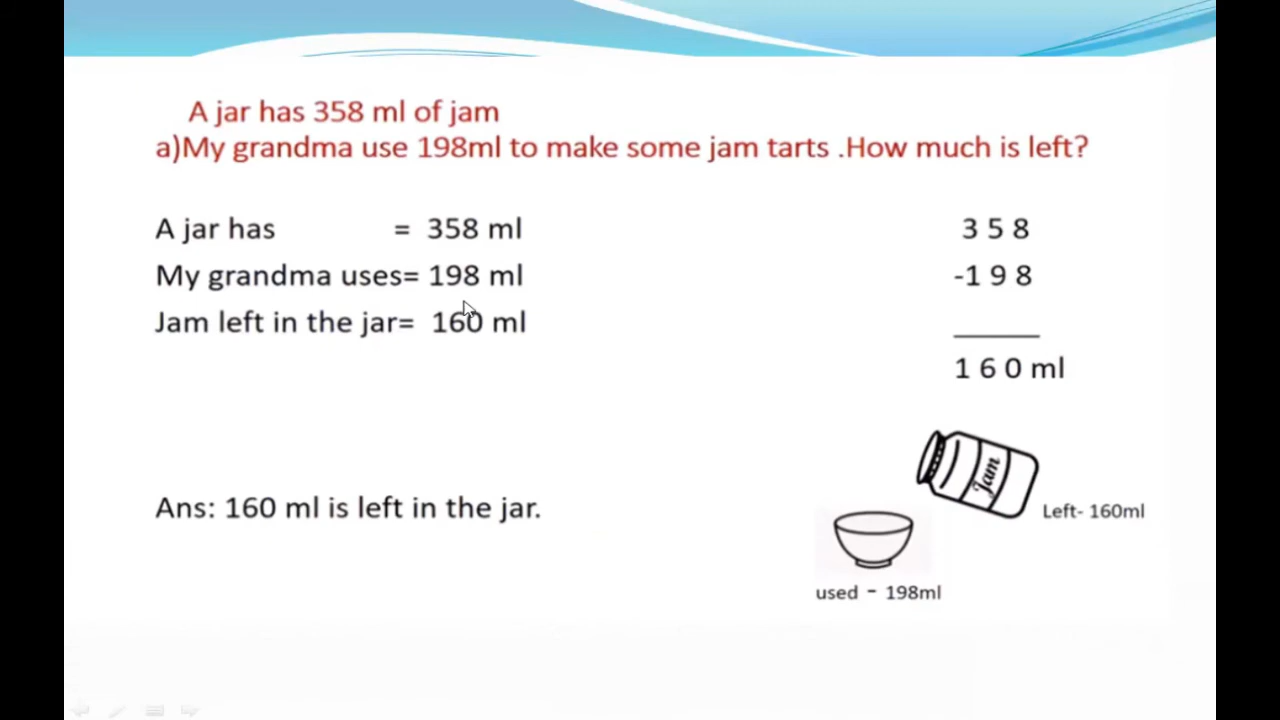 A jar has 358 ml of jam
a)My grandma use 198ml to make some jam tarts .How much is left?
A jar has = 358 ml
My grandma uses= 198 ml
Jam left in the jar= 160 ml
3 5 8
-1 9 8
1 6 0 ml
Jam
Ans: 160 ml is left in the jar.
Left- 160ml
used - 198ml